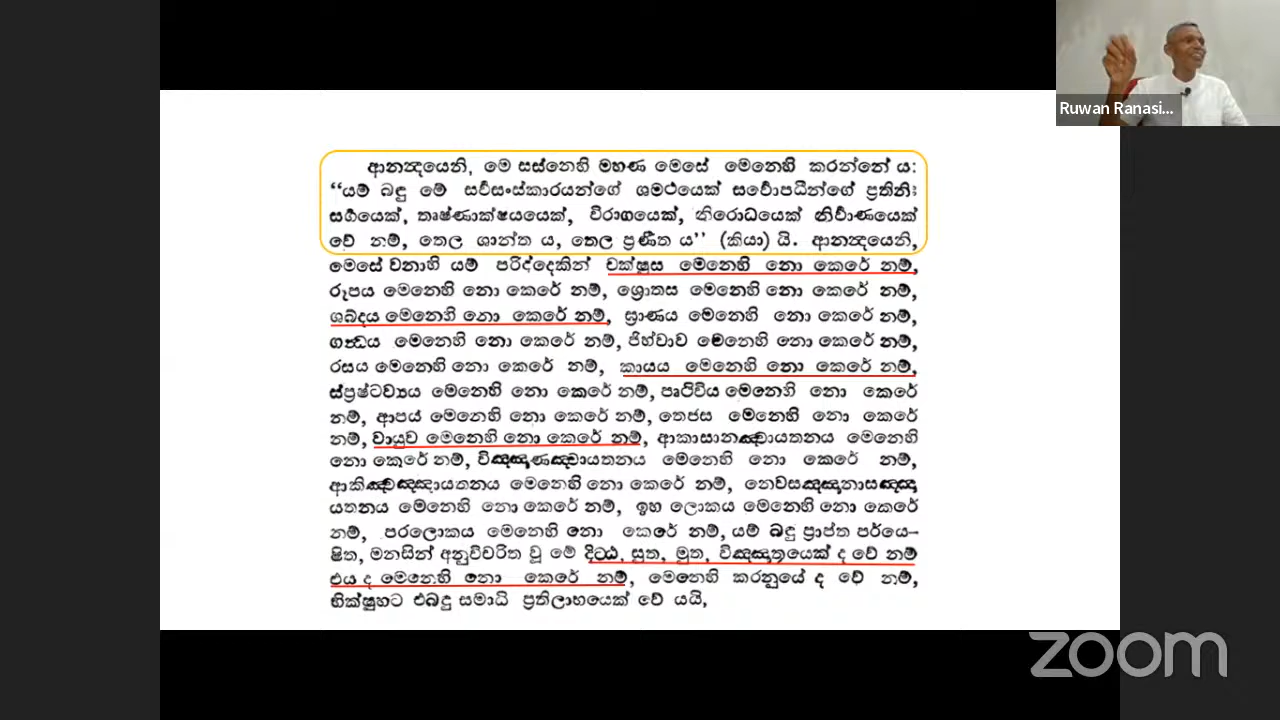 Ruwan Ranasi...
ආනන්‍දයෙනි, මෙ සස්නෙහි මහණ මෙසේ මෙනෙහි කරන්නේ ය:
“යම් බඳු මේ සර්‍වසංස්කාරයන්ගේ ශමථයෙක් සර්‍වොපධීන්ගේ ප්‍රතිනිඃ
සර්‍ගයෙක්, තෘෂ්ණාක්ෂයයෙක්, විරාගයෙක්, නිරොධයෙක් නිර්‍වාණයෙක්
වේ නම්, තෙල ශාන්ත ය, තෙල ප්‍රණීත ය’’ (කියා) යි. ආනන්‍දයෙනි,
මෙසේ වනාහි යම් පරිද්දෙකින් චක්ෂුස මෙනෙහි නො කෙරේ නම්,
රූපය මෙනෙහි නො කෙරේ නම්, ශ්‍රොතස මෙනෙහි නො කෙරේ නම්,
ශබ්දය මෙනෙහි නො කෙරේ නම්, ඝ්‍රාණය මෙනෙහි නො කෙරේ නම්,
ගන්‍ධය මෙනෙහි නො කෙරේ නම්, ජිහ්වාව මෙනෙහි නො කෙරේ නම්,
රසය මෙනෙහි නො කෙරේ නම්, කායය මෙනෙහි නො කෙරේ නම්,
ස්ප්‍රෂ්ටව්‍යය මෙනෙහි නො කෙරේ නම්, පෘථිවිය මෙනෙහි නො කෙරේ
නම්, ආපය මෙනෙහි නො කෙරේ නම්, තෙජස මෙනෙහි නො කෙරේ
නම්, වායුව මෙනෙහි නො කෙරේ නම්, ආකාසානඤ්චායතනය මෙනෙහි
නො කෙරේ නම්, විඤ්ඤාණඤ්චායතනය මෙනෙහි නො කෙරේ නම්,
ආකිඤ්චඤ්ඤායතනය මෙනෙහි නො කෙරේ නම්, නෙවසඤ්ඤානාසඤ්ඤා
යතනය මෙනෙහි නො කෙරේ නම්, ඉහ ලොකය මෙනෙහි නො කෙරේ
නම්, පරලොකය මෙනෙහි නො කෙරේ නම්, යම් බඳු ප්‍රාප්ත පර්‍යෙ–
ෂිත, මනසින් අනුවිචරිත වූ මේ දිට්ඨ, සුත, මුත, විඤ්ඤාතයෙක් ද වේ නම්
එය ද මෙනෙහි නො කෙරේ නම්, මෙනෙහි කරනුයේ ද වේ නම්,
භික්ෂුහට එබඳු සමාධි ප්‍රතිලාභයෙක් වේ යයි,
zoom